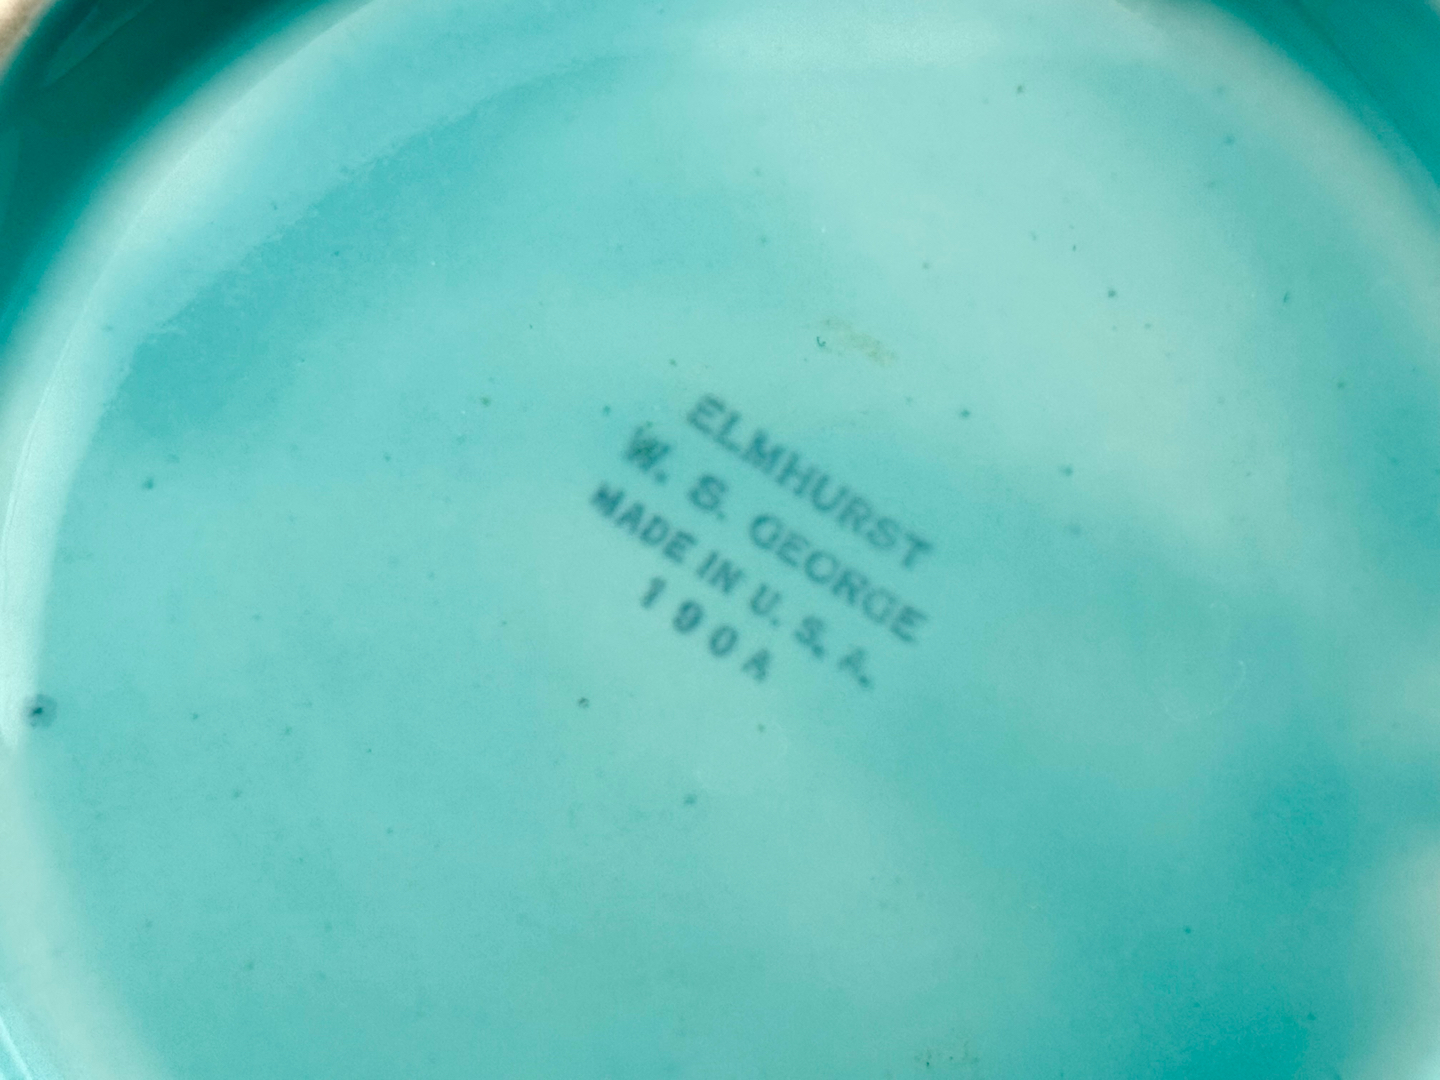 ELMHURST
W. S. GEORGE
MADE IN U. S. A.
190A